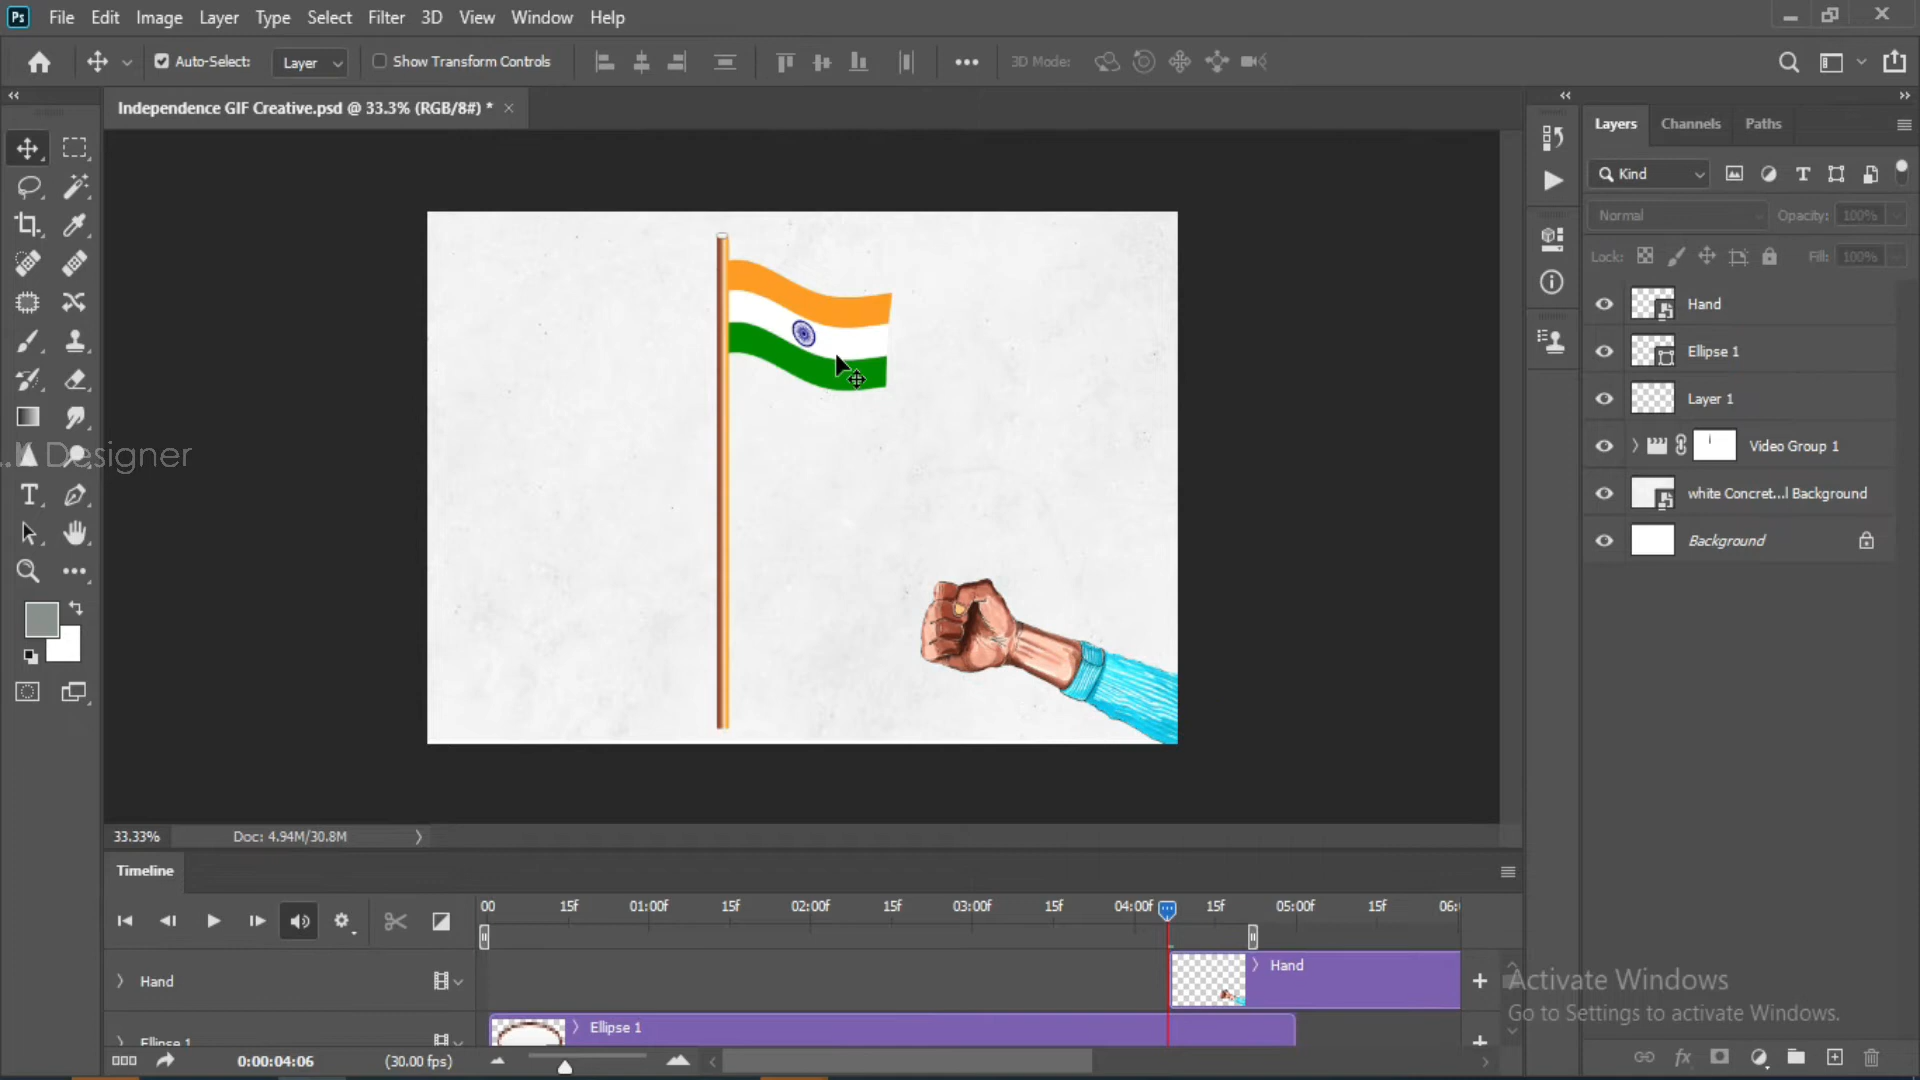 Ps File Edit Image Layer Type Select Filter 3D View Window Help
Auto-Select: Layer Show Transform Controls 3D Mode:
Independence GIF Creative.psd @ 33.3% (RGB/8#) *
Layers Channels Paths
Kind
Normal Opacity: 100%
Lock: Fill: 100%
Hand
Ellipse 1
Layer 1
Video Group 1
white Concret...l Background
Background
Designer
33.33% Doc: 4.94M/30.8M
Timeline
00 15f 01:00f 15f 02:00f 15f 03:00f 15f 04:00f 15f 05:00f 15f 06:
Hand Hand
Ellipse 1 Ellipse 1
Activate Windows
Go to Settings to activate Windows.
0:00:04:06 (30.00 fps)